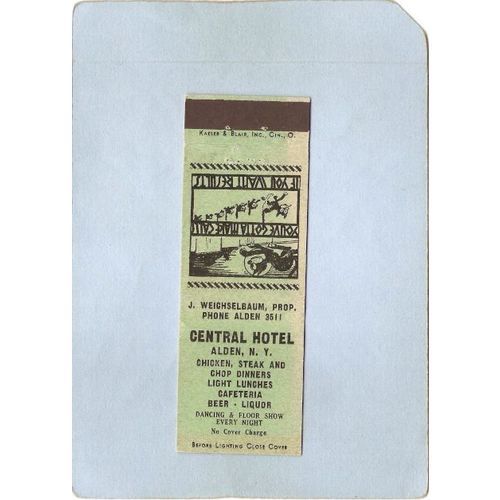 Kaeser & Blair, Inc., Cin., O.
IF YOU WANT RESULTS
YOU'VE GOTTA MAKE CALLS
J. WEICHSELBAUM, PROP.
PHONE ALDEN 3511
CENTRAL HOTEL
ALDEN, N. Y.
CHICKEN, STEAK AND
CHOP DINNERS
LIGHT LUNCHES
CAFETERIA
BEER - LIQUOR
DANCING & FLOOR SHOW
EVERY NIGHT
No Cover Charge
Before Lighting Close Cover